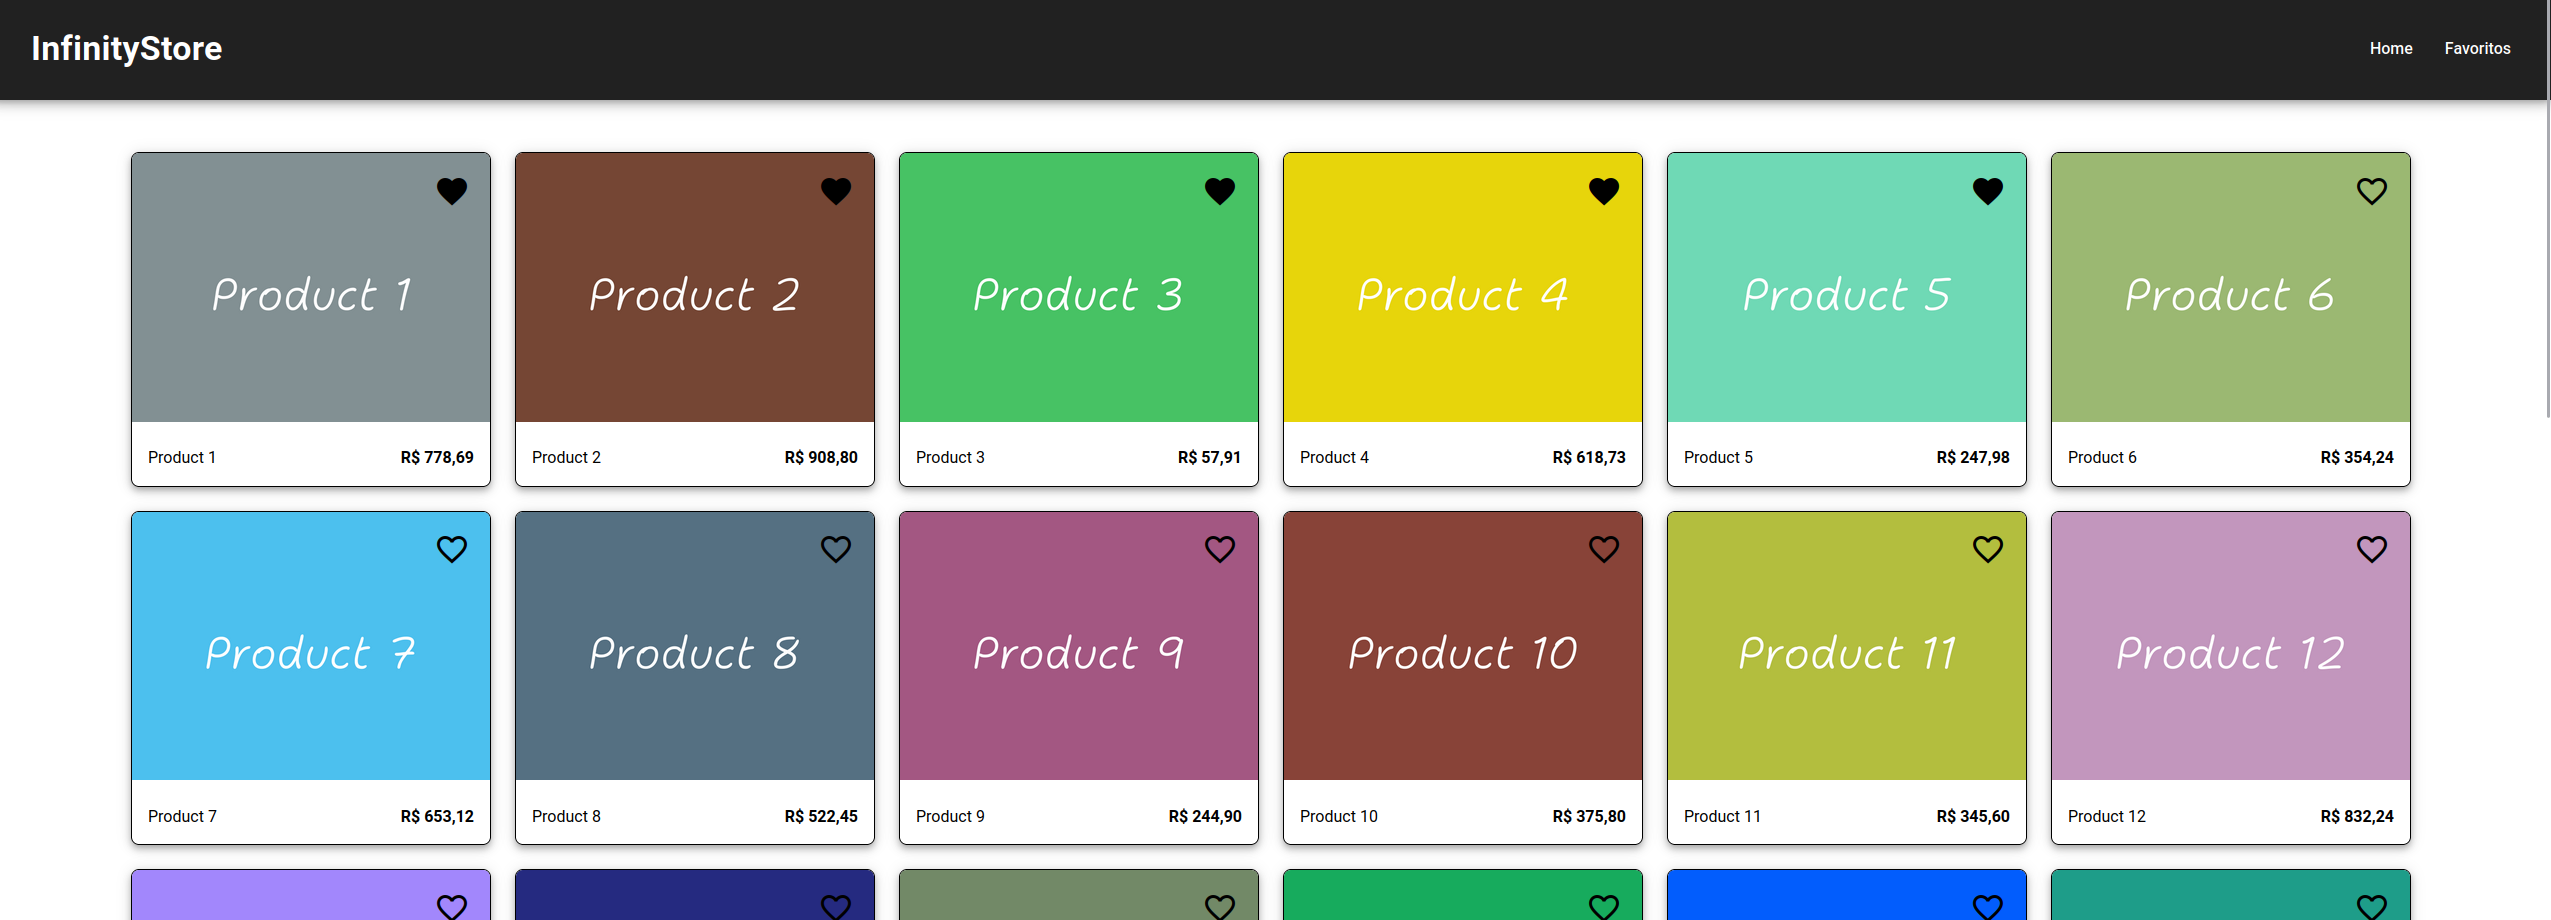 InfinityStore
Home Favoritos
Product 1 Product 2 Product 3 Product 4 Product 5 Product 6
Product 1 R$ 778,69 Product 2 R$ 908,80 Product 3 R$ 57,91 Product 4 R$ 618,73 Product 5 R$ 247,98 Product 6 R$ 354,24
Product 7 Product 8 Product 9 Product 10 Product 11 Product 12
Product 7 R$ 653,12 Product 8 R$ 522,45 Product 9 R$ 244,90 Product 10 R$ 375,80 Product 11 R$ 345,60 Product 12 R$ 832,24